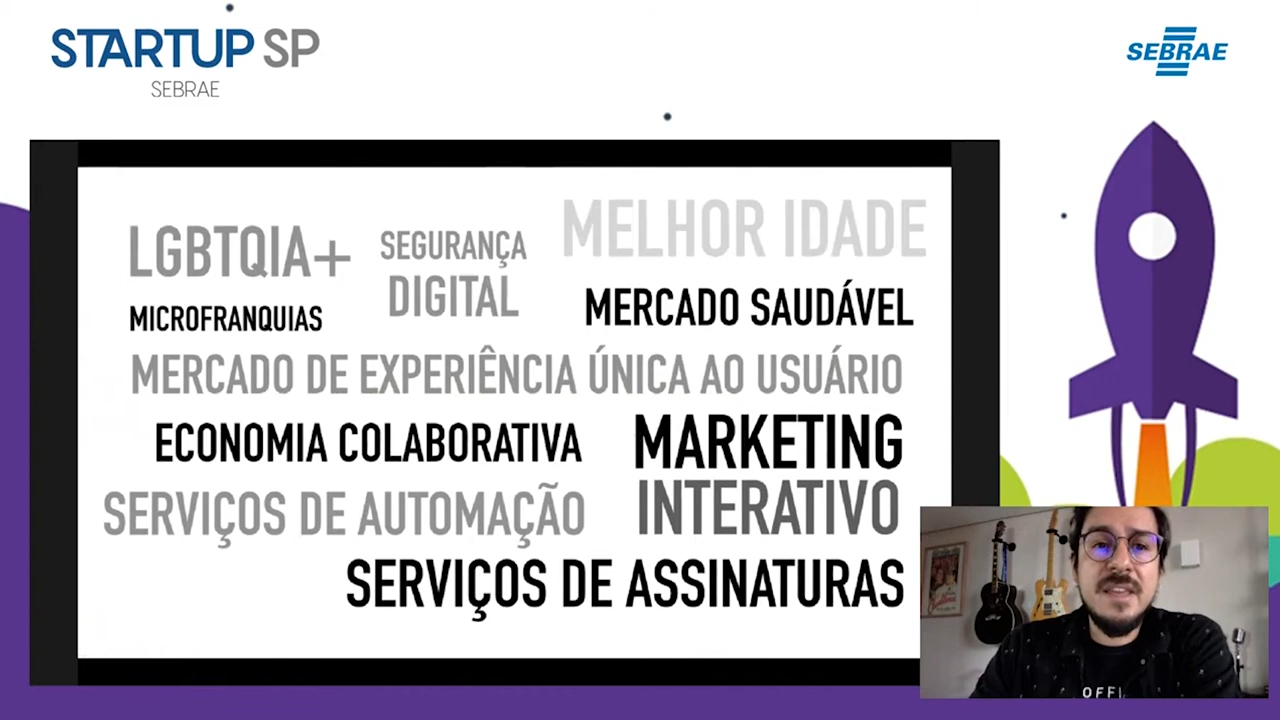 STARTUP SP
SEBRAE
SEBRAE
LGBTQIA+
SEGURANÇA
DIGITAL
MELHOR IDADE
MICROFRANQUIAS
MERCADO SAUDÁVEL
MERCADO DE EXPERIÊNCIA ÚNICA AO USUÁRIO
ECONOMIA COLABORATIVA
MARKETING
INTERATIVO
SERVIÇOS DE AUTOMAÇÃO
SERVIÇOS DE ASSINATURAS